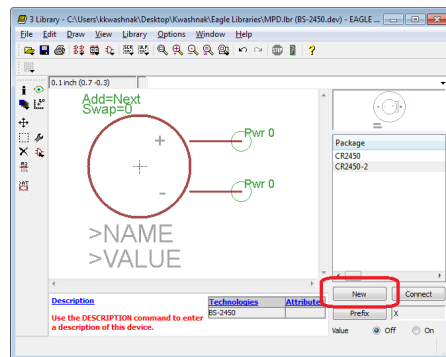 3 Library - C:\Users\kkwashnak\Desktop\Kwashnak\Eagle Libraries\MPD.lbr (BS-2450.dev) - EAGLE ...
File Edit Draw View Library Options Window Help
0.1 inch (0.7 -0.3)
Add=Next
Swap=0
+
Pwr 0
-
Pwr 0
>NAME
>VALUE
Package
CR2450
CR2450-2
New Connect
Prefix X
Value Off On
Description
Use the DESCRIPTION command to enter
a description of this device.
Technologies Attribute
BS-2450